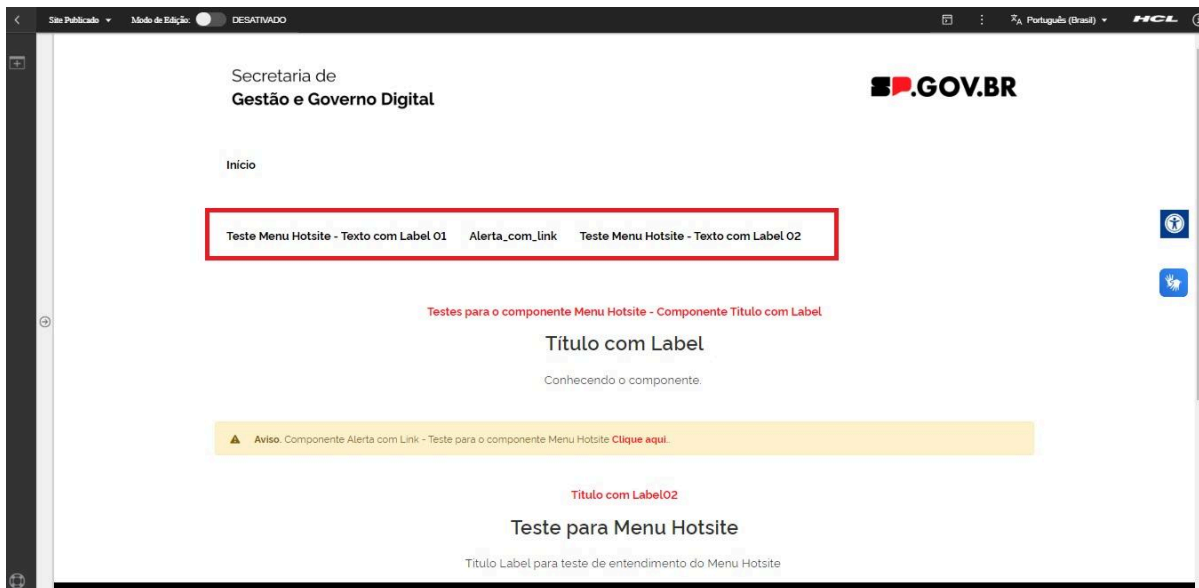 Site Publicado Modo de Edição: DESATIVADO Português (Brasil) HCL
Secretaria de
Gestão e Governo Digital
SP.GOV.BR
Início
Teste Menu Hotsite - Texto com Label 01 Alerta_com_link Teste Menu Hotsite - Texto com Label 02
Testes para o componente Menu Hotsite - Componente Titulo com Label
Título com Label
Conhecendo o componente.
Aviso. Componente Alerta com Link - Teste para o componente Menu Hotsite Clique aqui.
Titulo com Label02
Teste para Menu Hotsite
Titulo Label para teste de entendimento do Menu Hotsite